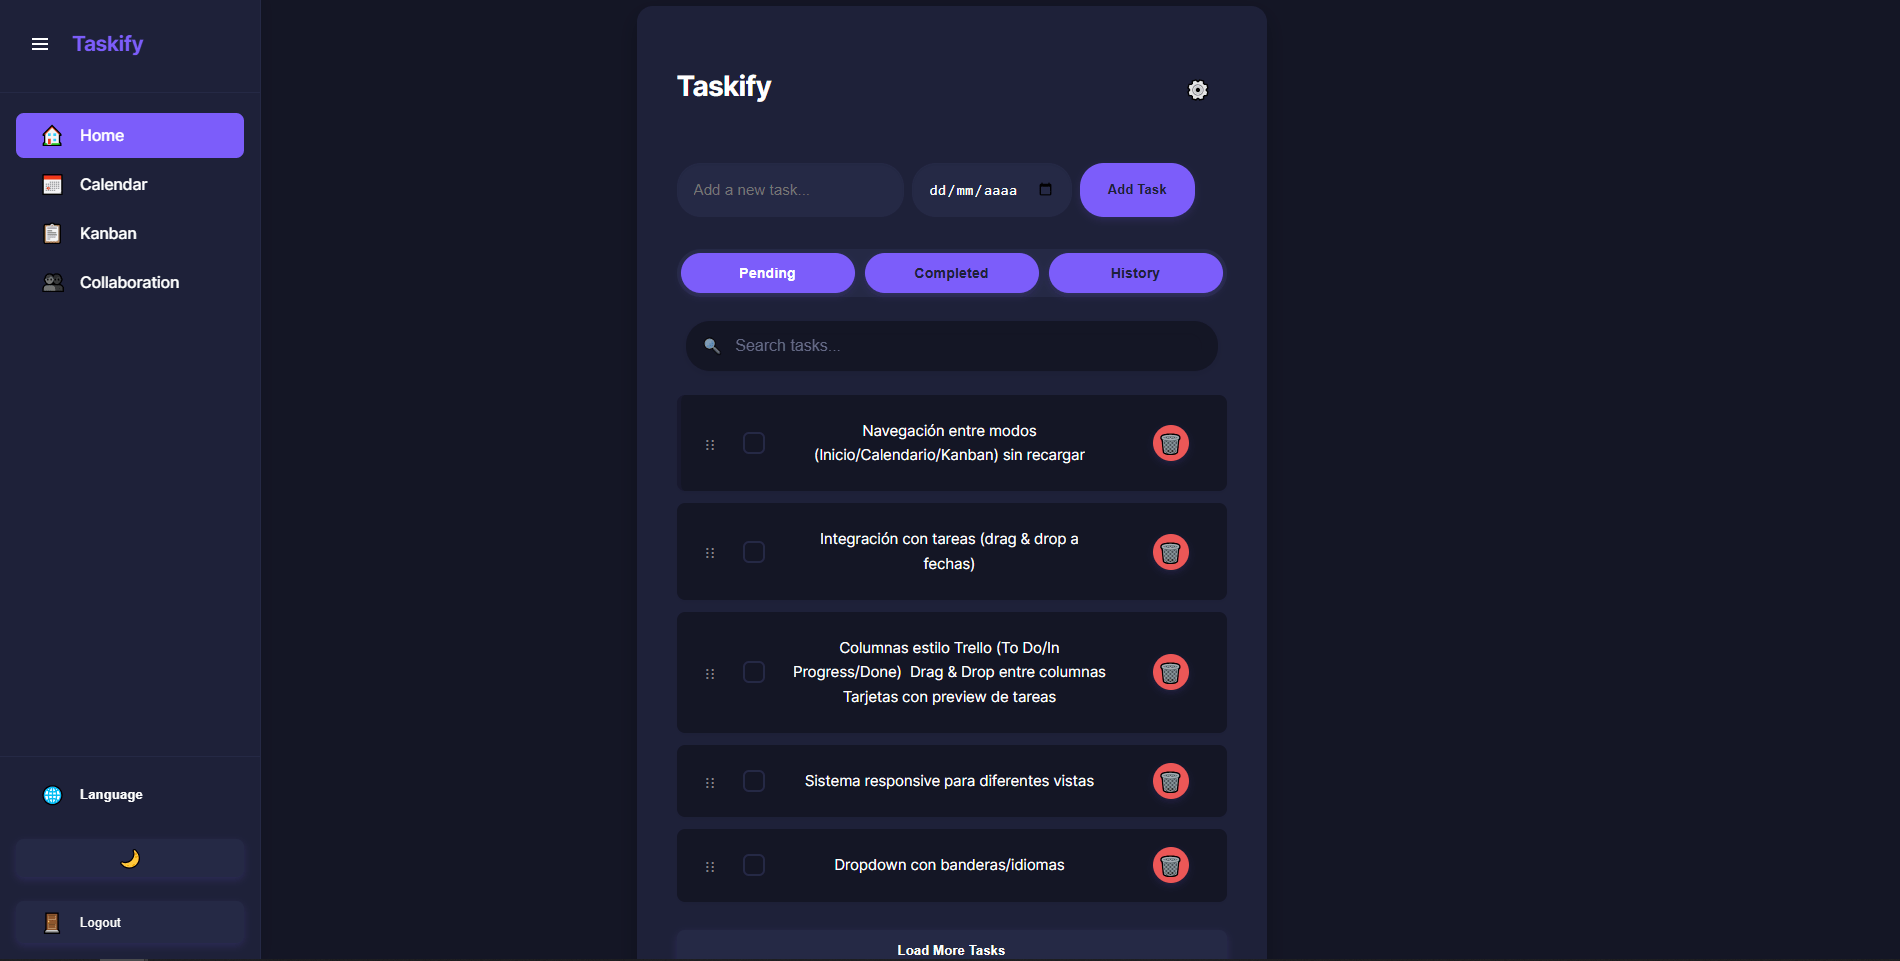 Taskify
Home
Calendar
Kanban
Collaboration
Language
Logout
Taskify
Add a new task...
dd/mm/aaaa
Add Task
Pending
Completed
History
Search tasks...
Navegación entre modos
(Inicio/Calendario/Kanban) sin recargar
Integración con tareas (drag & drop a
fechas)
Columnas estilo Trello (To Do/In
Progress/Done)  Drag & Drop entre columnas
Tarjetas con preview de tareas
Sistema responsive para diferentes vistas
Dropdown con banderas/idiomas
Load More Tasks